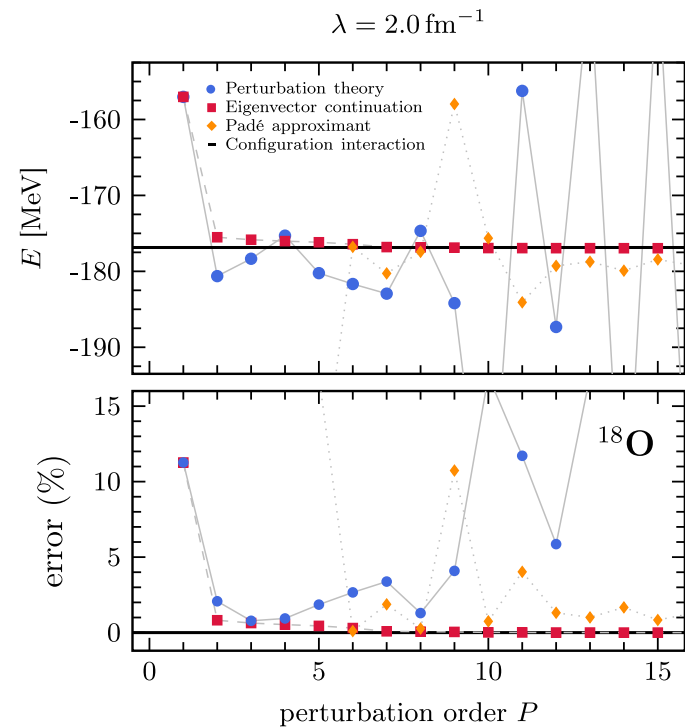 λ = 2.0 fm⁻¹
Perturbation theory
Eigenvector continuation
Padé approximant
Configuration interaction
E [MeV]
-160
-170
-180
-190
¹⁸O
error (%)
15
10
5
0
0 5 10 15
perturbation order P